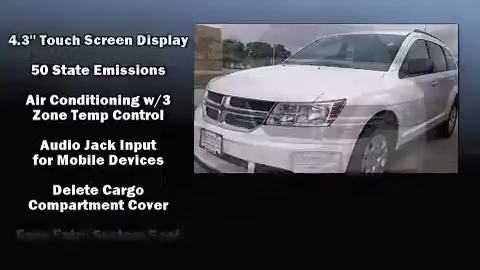 4.3" Touch Screen Display
50 State Emissions
Air Conditioning w/3
Zone Temp Control
Audio Jack Input
for Mobile Devices
Delete Cargo
Compartment Cover